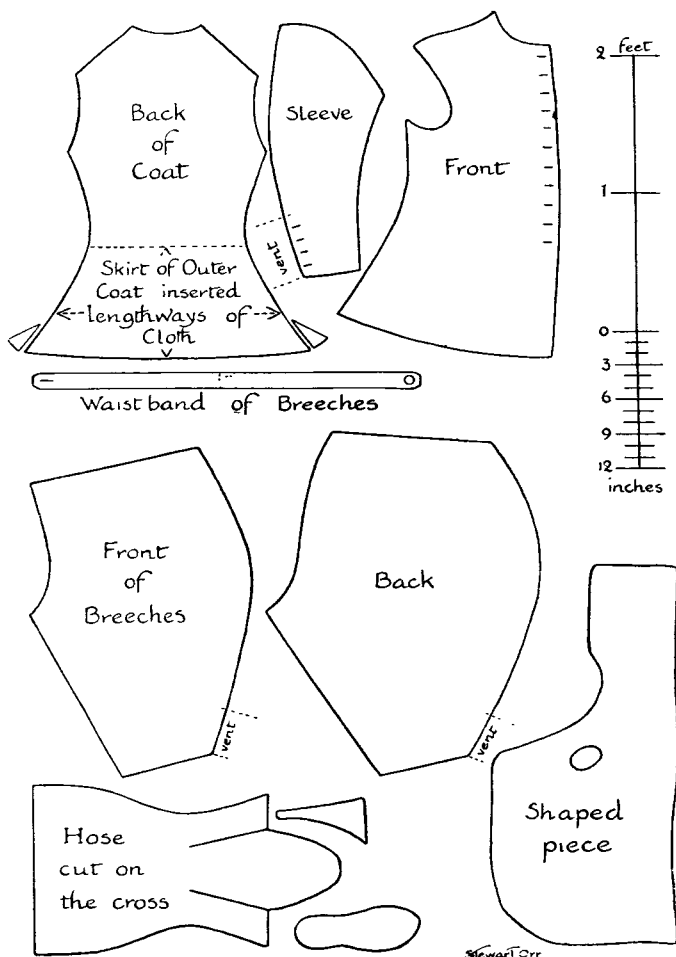 Back
of
Coat
Sleeve
Front
2 feet
1
0
3
6
9
12
inches
vent
Skirt of Outer
Coat inserted
lengthways of
Cloth
Waistband of Breeches
Front
of
Breeches
Back
vent
vent
Shaped
piece
Hose
cut on
the cross
Stewart Orr